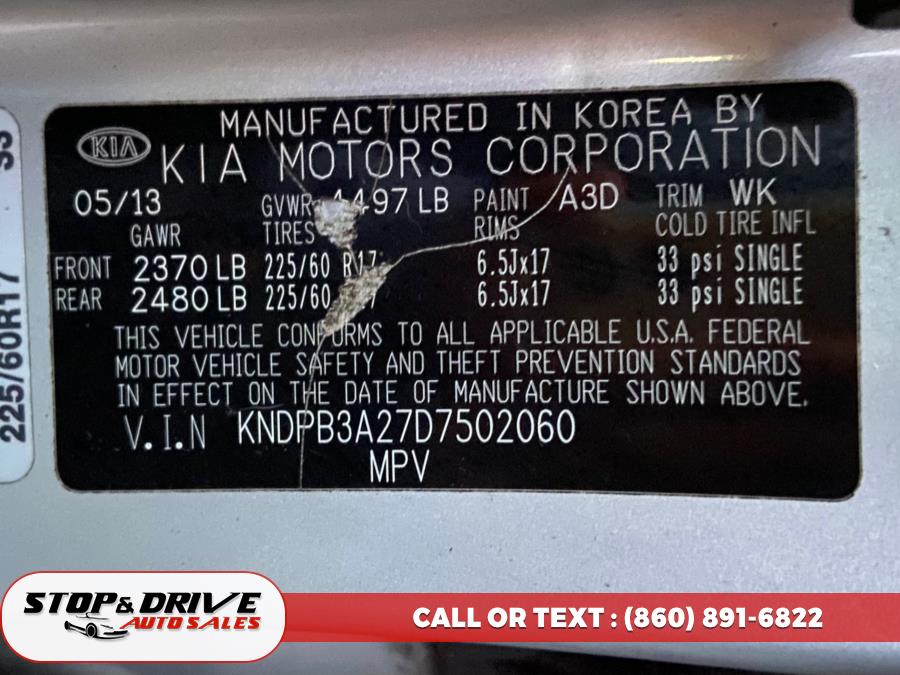 MANUFACTURED IN KOREA BY
KIA KIA MOTORS CORPORATION
05/13 GVWR 4497 LB PAINT A3D TRIM WK
GAWR TIRES RIMS COLD TIRE INFL
FRONT 2370 LB 225/60 R17 6.5Jx17 33 psi SINGLE
REAR 2480 LB 225/60 R17 6.5Jx17 33 psi SINGLE
THIS VEHICLE CONFORMS TO ALL APPLICABLE U.S.A. FEDERAL
MOTOR VEHICLE SAFETY AND THEFT PREVENTION STANDARDS
IN EFFECT ON THE DATE OF MANUFACTURE SHOWN ABOVE.
V.I.N KNDPB3A27D7502060
MPV
225/60R17
STOP & DRIVE
AUTO SALES
CALL OR TEXT : (860) 891-6822